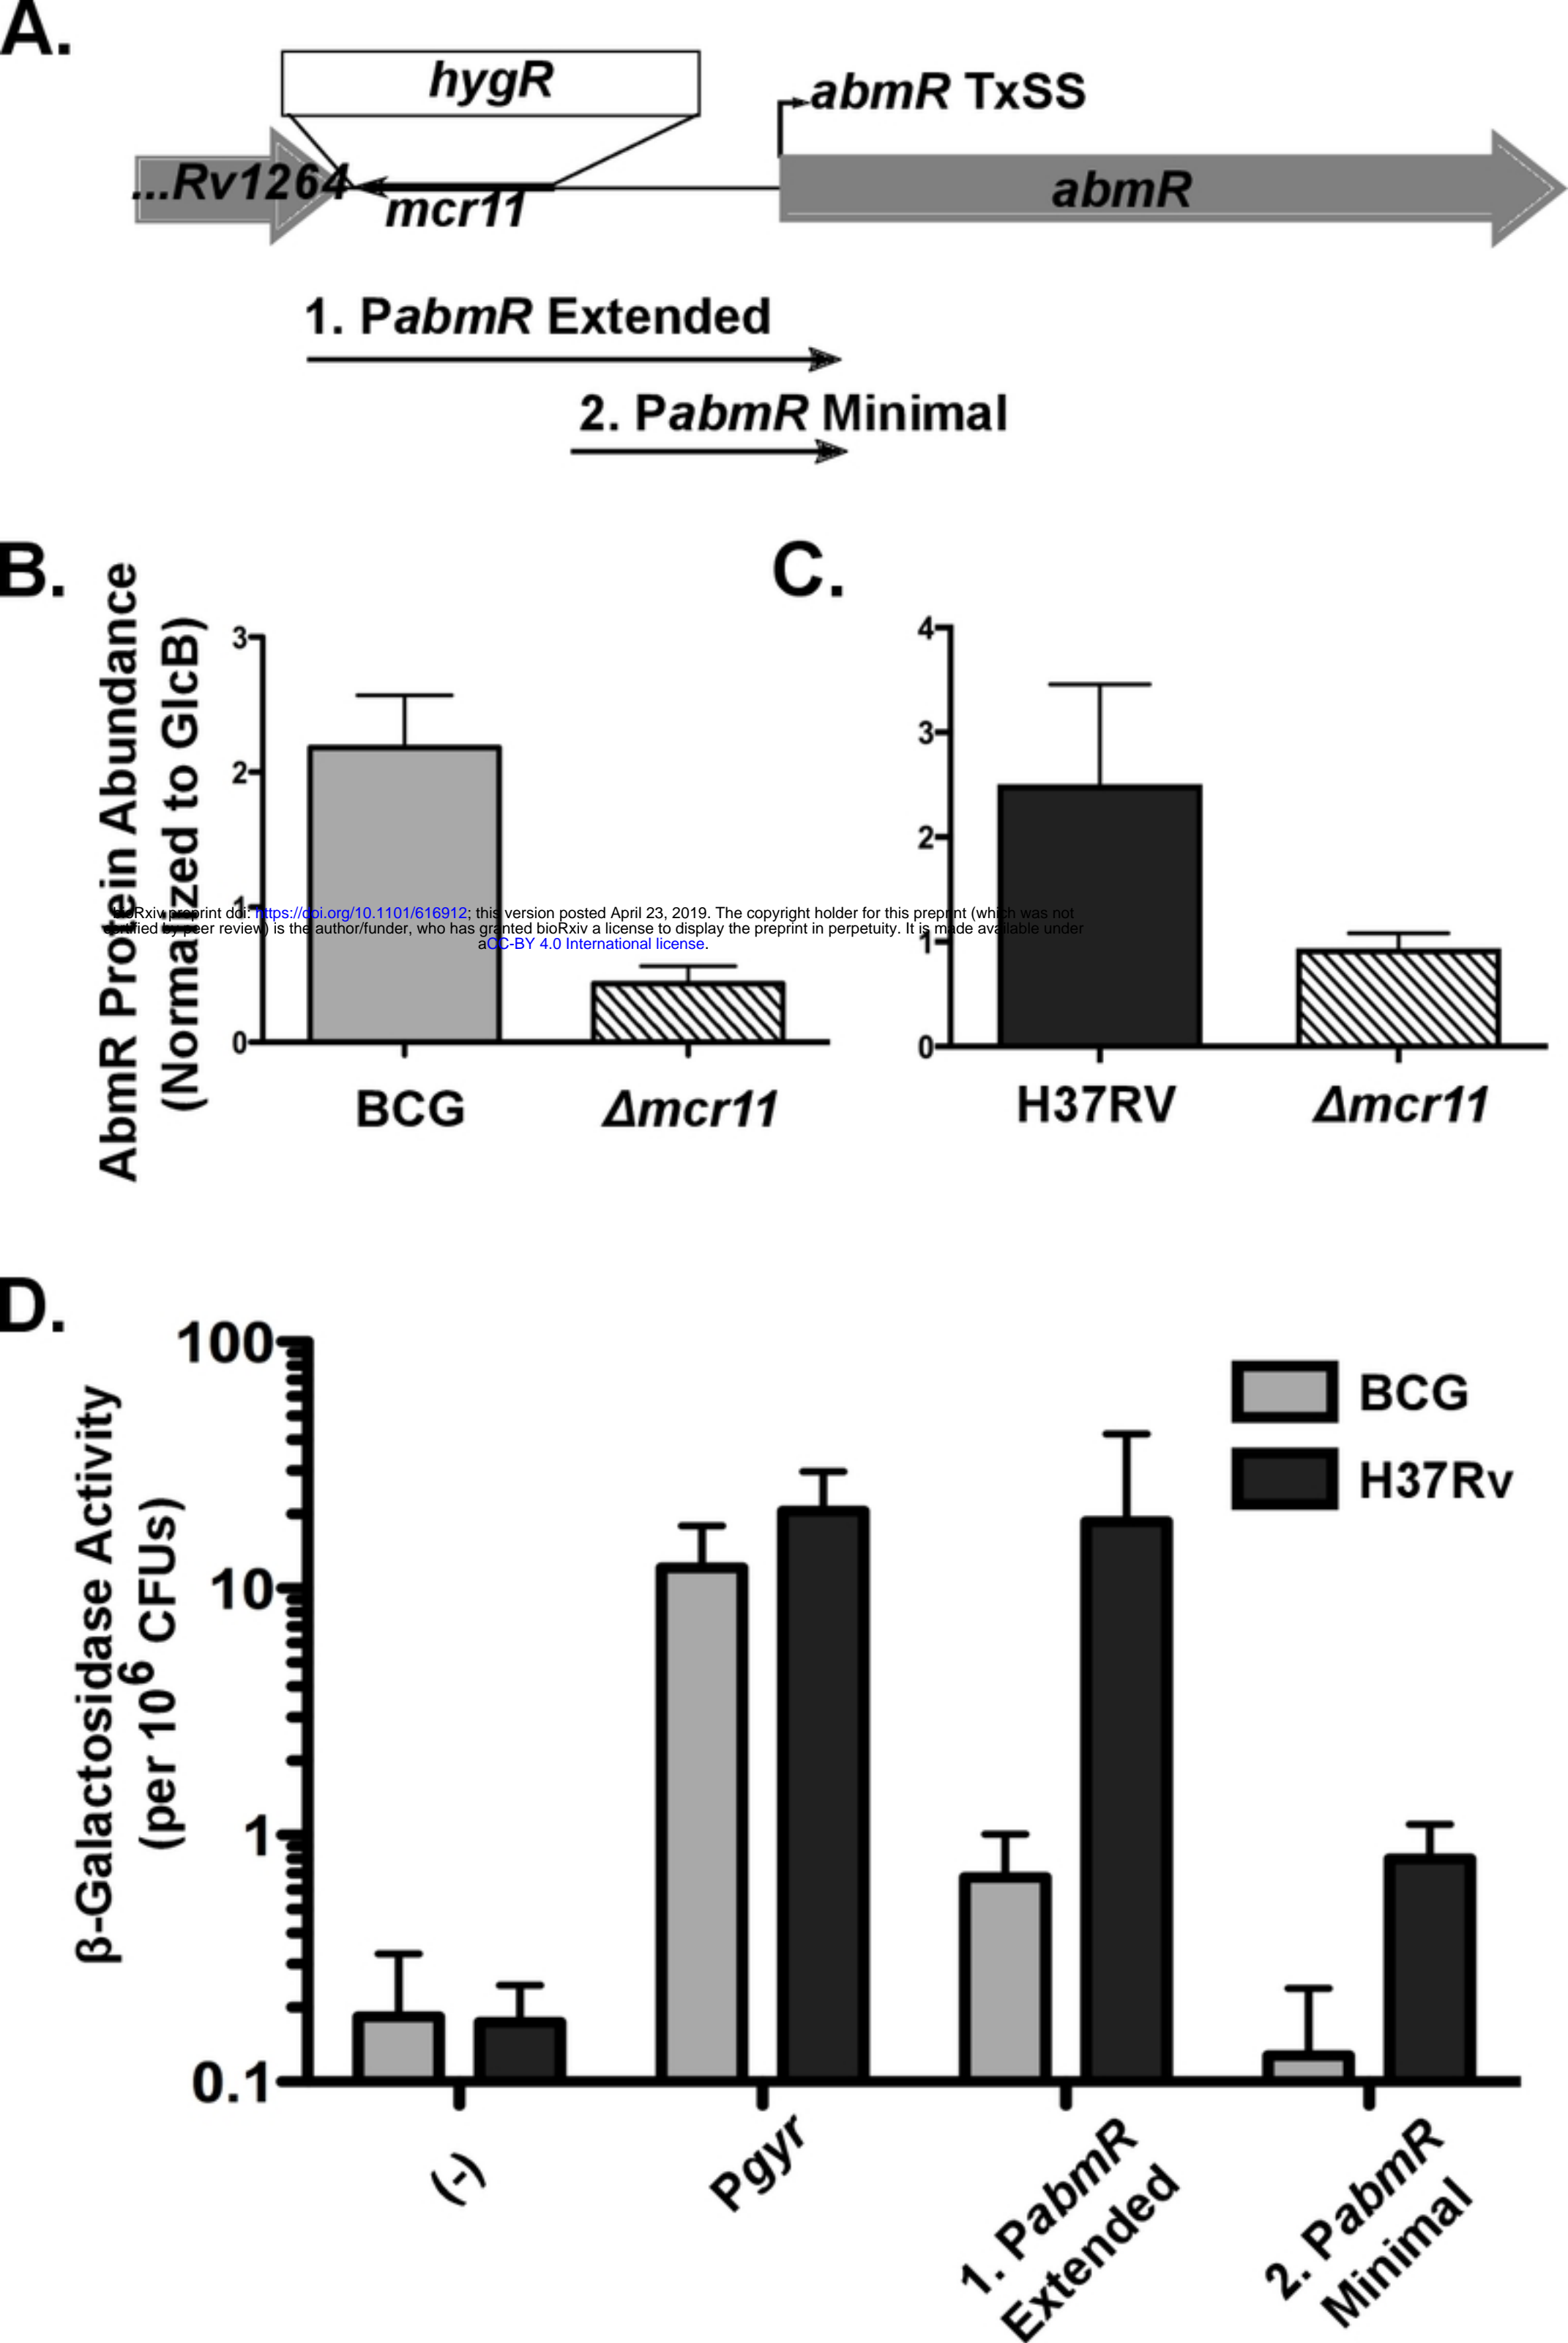 A.
hygR
abmR TxSS
...Rv1264
mcr11
abmR
1. PabmR Extended
2. PabmR Minimal
B.
AbmR Protein Abundance
(Normalized to GlcB)
3
2
1
0
BCG
Δmcr11
C.
4
3
2
1
0
H37RV
Δmcr11
bioRxiv preprint doi: https://doi.org/10.1101/616912; this version posted April 23, 2019. The copyright holder for this preprint (which was not
certified by peer review) is the author/funder, who has granted bioRxiv a license to display the preprint in perpetuity. It is made available under
aCC-BY 4.0 International license.
D.
β-Galactosidase Activity
(per 10⁶ CFUs)
100
10
1
0.1
BCG
H37Rv
(-)
Pgyr
1. PabmR
Extended
2. PabmR
Minimal